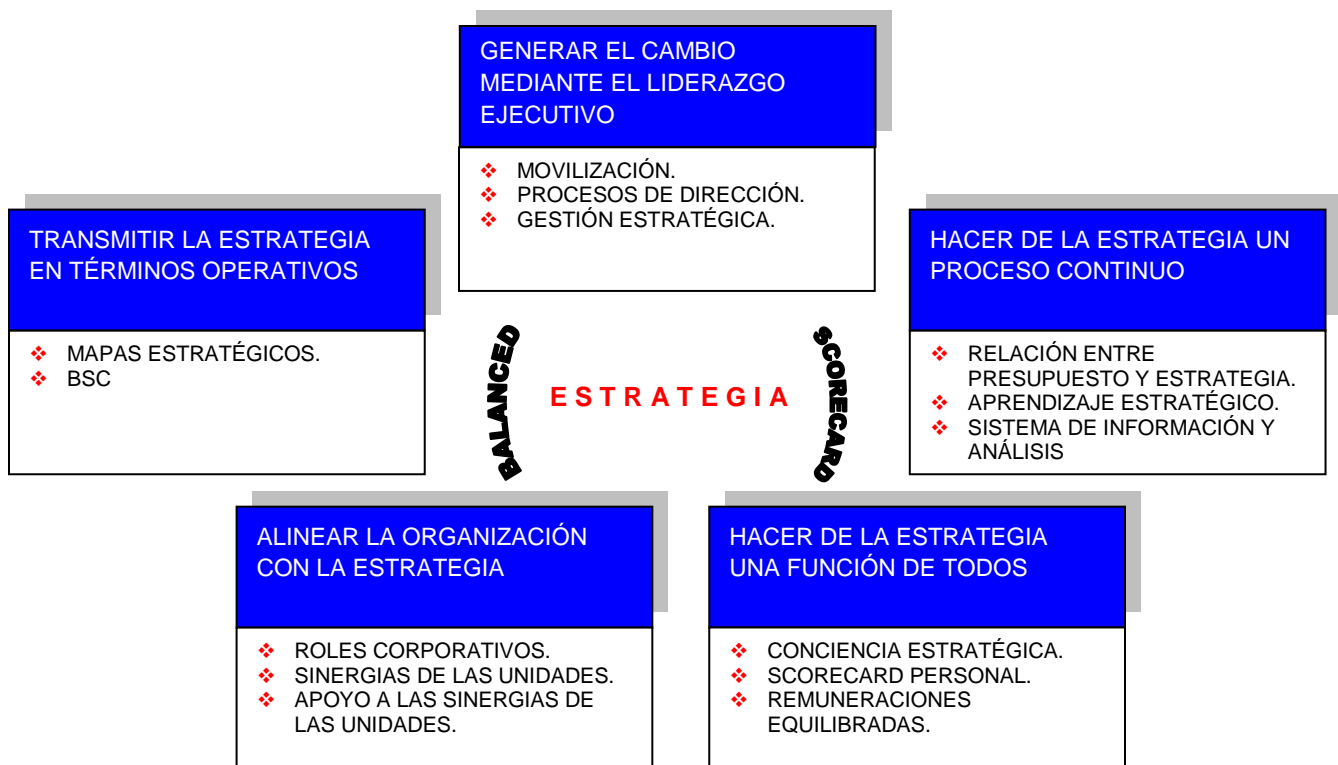 GENERAR EL CAMBIO
MEDIANTE EL LIDERAZGO
EJECUTIVO
❖ MOVILIZACIÓN.
❖ PROCESOS DE DIRECCIÓN.
❖ GESTIÓN ESTRATÉGICA.
TRANSMITIR LA ESTRATEGIA
EN TÉRMINOS OPERATIVOS
❖ MAPAS ESTRATÉGICOS.
❖ BSC
HACER DE LA ESTRATEGIA UN
PROCESO CONTINUO
❖ RELACIÓN ENTRE
PRESUPUESTO Y ESTRATEGIA.
❖ APRENDIZAJE ESTRATÉGICO.
❖ SISTEMA DE INFORMACIÓN Y
ANÁLISIS
BALANCED
ESTRATEGIA
SCORECARD
ALINEAR LA ORGANIZACIÓN
CON LA ESTRATEGIA
❖ ROLES CORPORATIVOS.
❖ SINERGIAS DE LAS UNIDADES.
❖ APOYO A LAS SINERGIAS DE
LAS UNIDADES.
HACER DE LA ESTRATEGIA
UNA FUNCIÓN DE TODOS
❖ CONCIENCIA ESTRATÉGICA.
❖ SCORECARD PERSONAL.
❖ REMUNERACIONES
EQUILIBRADAS.